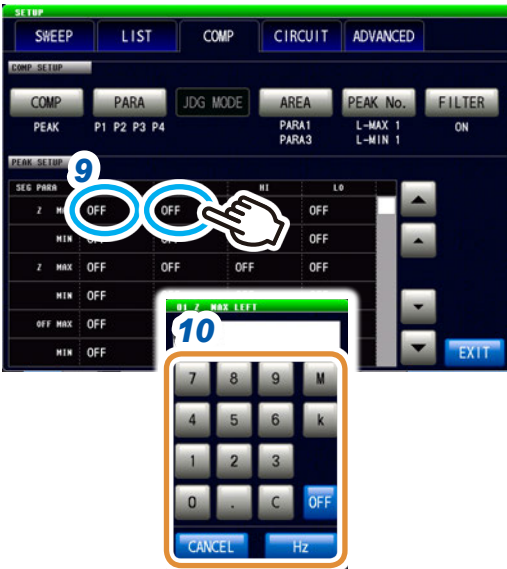 SETUP
SWEEP LIST COMP CIRCUIT ADVANCED
COMP SETUP
COMP PARA JDG MODE AREA PEAK No. FILTER
PEAK P1 P2 P3 P4 PARA1 L-MAX 1 ON
PARA3 L-MIN 1
PEAK SETUP
9
SEG PARA HI LO
Z OFF OFF OFF
MIN OFF
Z MAX OFF OFF OFF OFF
MIN OFF
OFF MAX OFF
MIN OFF
EXIT
01 Z MAX LEFT
10
7 8 9 M
4 5 6 k
1 2 3
0 . C OFF
CANCEL Hz